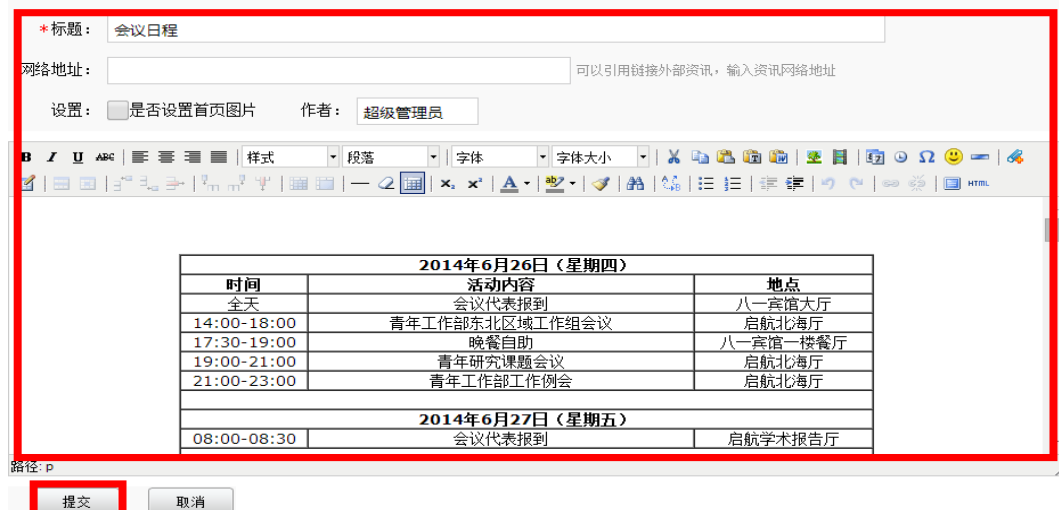 *标题： 会议日程
网络地址： 可以引用链接外部资讯，输入资讯网络地址
设置： 是否设置首页图片 作者： 超级管理员
B I U ABC 样式 段落 字体 字体大小
A ab HTML
2014年6月26日（星期四）
时间 活动内容 地点
全天 会议代表报到 八一宾馆大厅
14:00-18:00 青年工作部东北区域工作组会议 启航北海厅
17:30-19:00 晚餐自助 八一宾馆一楼餐厅
19:00-21:00 青年研究课题会议 启航北海厅
21:00-23:00 青年工作部工作例会 启航北海厅
2014年6月27日（星期五）
08:00-08:30 会议代表报到 启航学术报告厅
路径: p
提交 取消